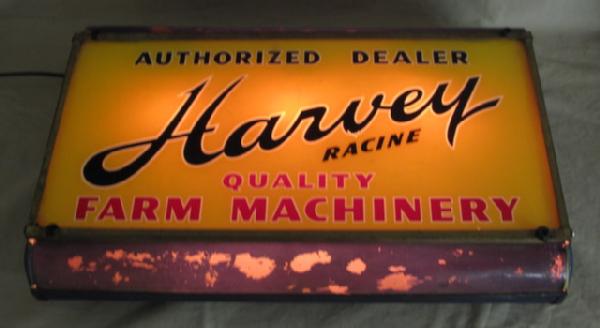 AUTHORIZED DEALER
Harvey
RACINE
QUALITY
FARM MACHINERY